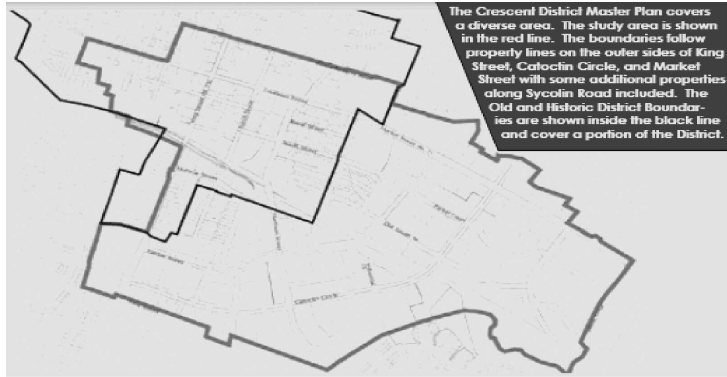 The Crescent District Master Plan covers
a diverse area. The study area is shown
in the red line. The boundaries follow
property lines on the outer sides of King
Street, Catoctin Circle, and Market
Street with some additional properties
along Sycolin Road included. The
Old and Historic District Boundar-
ies are shown inside the black line
and cover a portion of the District.
Catoctin Circle